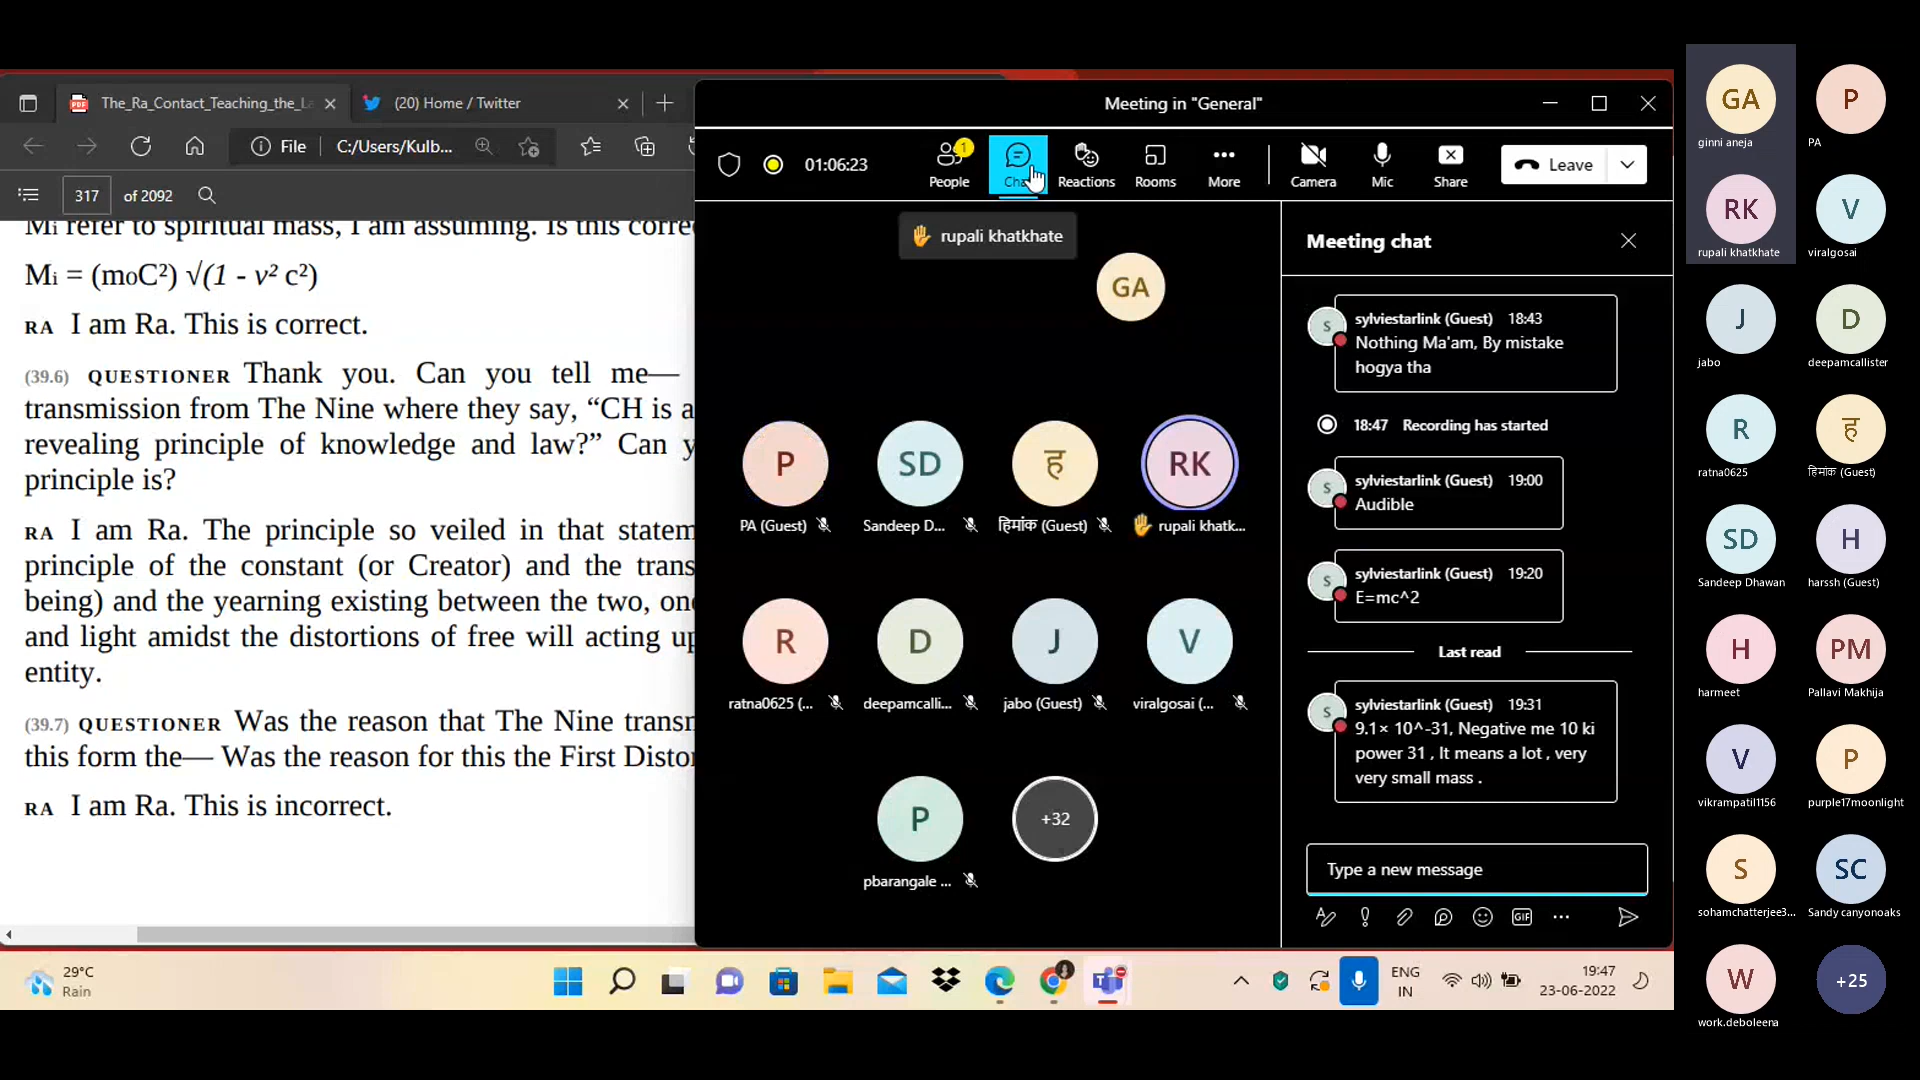 The_Ra_Contact_Teaching_the_La
(20) Home / Twitter
File
C:/Users/Kulb...
317 of 2092
Mi refer to spiritual mass, I am assuming. Is this corre
Mi = (m0C²) √(1 - v² c²)
RA I am Ra. This is correct.
(39.6) QUESTIONER Thank you. Can you tell me—
transmission from The Nine where they say, “CH is a
revealing principle of knowledge and law?” Can y
principle is?
RA I am Ra. The principle so veiled in that statem
principle of the constant (or Creator) and the trans
being) and the yearning existing between the two, one
and light amidst the distortions of free will acting up
entity.
(39.7) QUESTIONER Was the reason that The Nine transm
this form the— Was the reason for this the First Distor
RA I am Ra. This is incorrect.
Meeting in "General"
01:06:23
1
People
Chat
Reactions
Rooms
More
Camera
Mic
Share
Leave
rupali khatkhate
GA
P
SD
ह
RK
PA (Guest)
Sandeep D...
हिमांक (Guest)
rupali khatk...
R
D
J
V
ratna0625 (...
deepamcalli...
jabo (Guest)
viralgosai (...
P
+32
pbarangale ...
Meeting chat
S
sylviestarlink (Guest) 18:43
Nothing Ma'am, By mistake
hogya tha
18:47 Recording has started
S
sylviestarlink (Guest) 19:00
Audible
S
sylviestarlink (Guest) 19:20
E=mc^2
Last read
S
sylviestarlink (Guest) 19:31
9.1× 10^-31, Negative me 10 ki
power 31 , It means a lot , very
very small mass .
Type a new message
GIF
GA
P
ginni aneja
PA
RK
V
rupali khatkhate
viralgosai
J
D
jabo
deepamcallister
R
ह
ratna0625
हिमांक (Guest)
SD
H
Sandeep Dhawan
harssh (Guest)
H
PM
harmeet
Pallavi Makhija
V
P
vikrampatil1156
purple17moonlight
S
SC
sohamchatterjee3...
Sandy canyonoaks
W
+25
work.deboleena
29°C
Rain
ENG
IN
19:47
23-06-2022